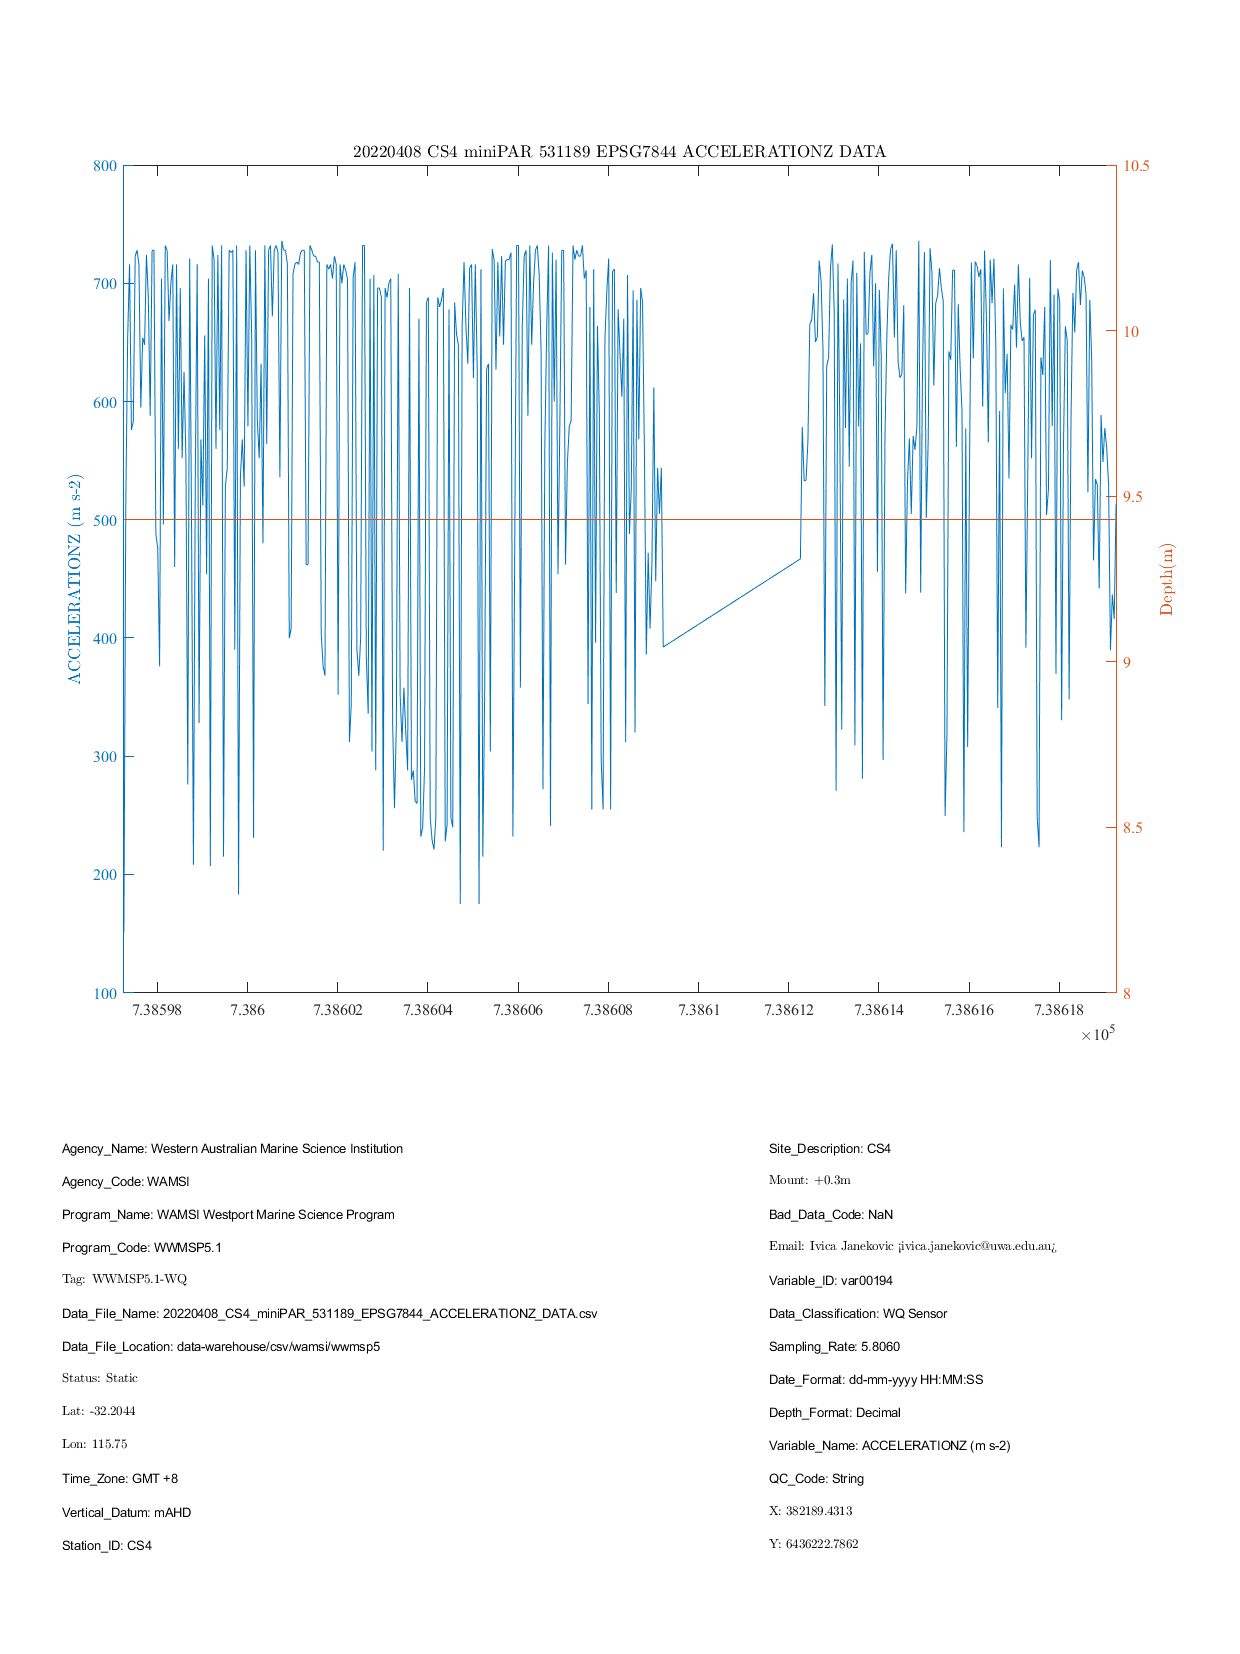 20220408 CS4 miniPAR 531189 EPSG7844 ACCELERATIONZ DATA
800
700
600
500
400
300
200
100
ACCELERATIONZ (m s-2)
10.5
10
9.5
9
8.5
8
Depth(m)
7.38598 7.386 7.38602 7.38604 7.38606 7.38608 7.3861 7.38612 7.38614 7.38616 7.38618
×10⁵
Agency_Name: Western Australian Marine Science Institution
Agency_Code: WAMSI
Program_Name: WAMSI Westport Marine Science Program
Program_Code: WWMSP5.1
Tag: WWMSP5.1-WQ
Data_File_Name: 20220408_CS4_miniPAR_531189_EPSG7844_ACCELERATIONZ_DATA.csv
Data_File_Location: data-warehouse/csv/wamsi/wwmsp5
Status: Static
Lat: -32.2044
Lon: 115.75
Time_Zone: GMT +8
Vertical_Datum: mAHD
Station_ID: CS4
Site_Description: CS4
Mount: +0.3m
Bad_Data_Code: NaN
Email: Ivica Janekovic ¡ivica.janekovic@uwa.edu.au¿
Variable_ID: var00194
Data_Classification: WQ Sensor
Sampling_Rate: 5.8060
Date_Format: dd-mm-yyyy HH:MM:SS
Depth_Format: Decimal
Variable_Name: ACCELERATIONZ (m s-2)
QC_Code: String
X: 382189.4313
Y: 6436222.7862